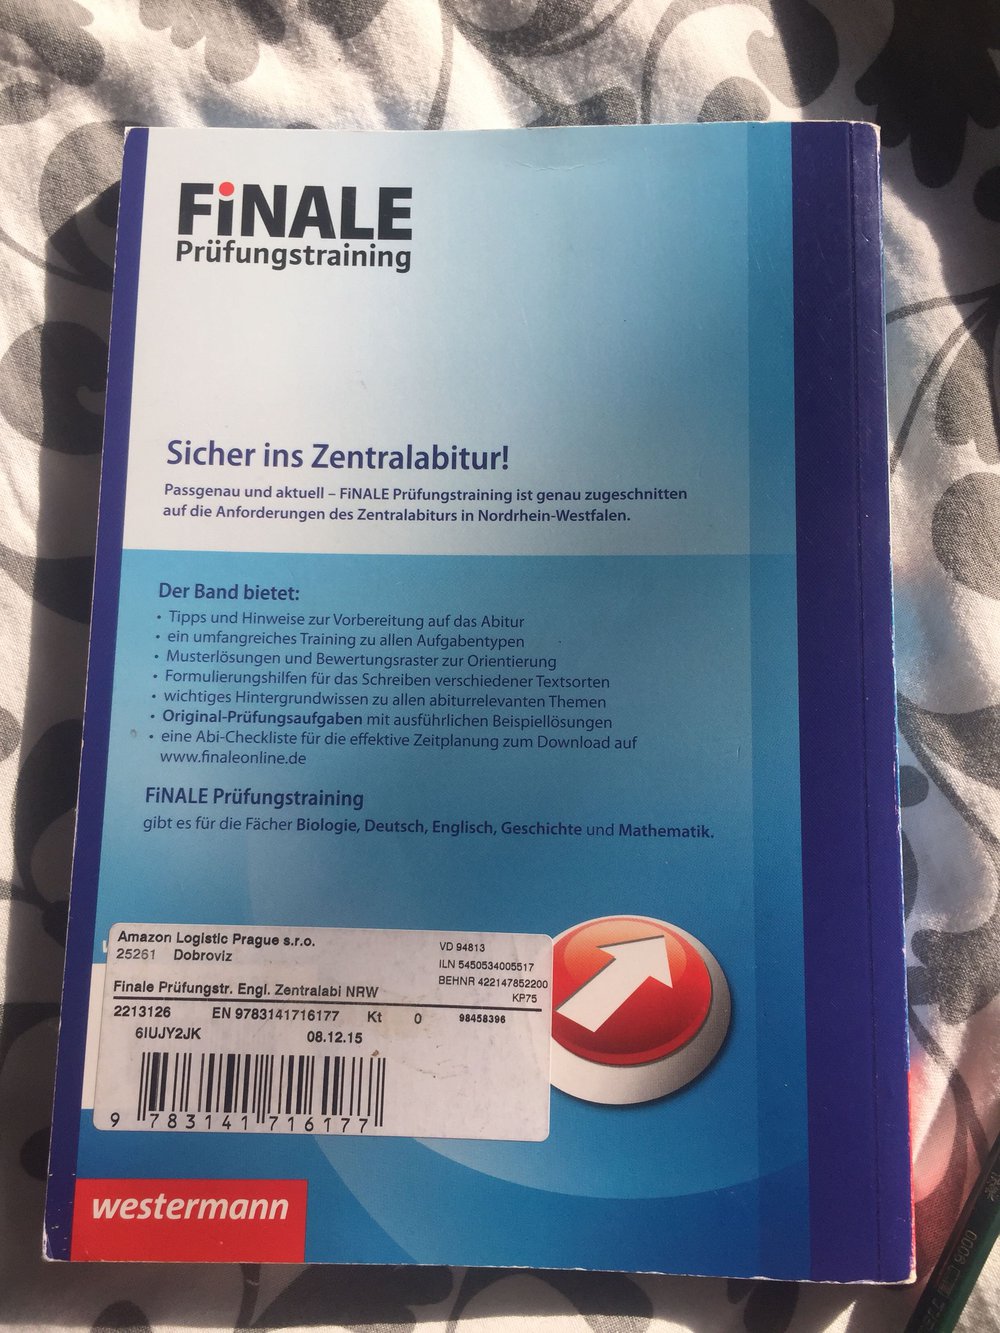 FiNALE
Prüfungstraining
Sicher ins Zentralabitur!
Passgenau und aktuell – FiNALE Prüfungstraining ist genau zugeschnitten
auf die Anforderungen des Zentralabiturs in Nordrhein-Westfalen.
Der Band bietet:
• Tipps und Hinweise zur Vorbereitung auf das Abitur
• ein umfangreiches Training zu allen Aufgabentypen
• Musterlösungen und Bewertungsraster zur Orientierung
• Formulierungshilfen für das Schreiben verschiedener Textsorten
• wichtiges Hintergrundwissen zu allen abiturrelevanten Themen
• Original-Prüfungsaufgaben mit ausführlichen Beispiellösungen
• eine Abi-Checkliste für die effektive Zeitplanung zum Download auf
www.finaleonline.de
FiNALE Prüfungstraining
gibt es für die Fächer Biologie, Deutsch, Englisch, Geschichte und Mathematik.
Amazon Logistic Prague s.r.o.
25261 Dobroviz
VD 94813
ILN 5450534005517
BEHNR 422147852200
KP75
Finale Prüfungstr. Engl. Zentralabi NRW
2213126 EN 9783141716177 Kt 0 98458396
6IUJY2JK 08.12.15
9 783141 716177
westermann